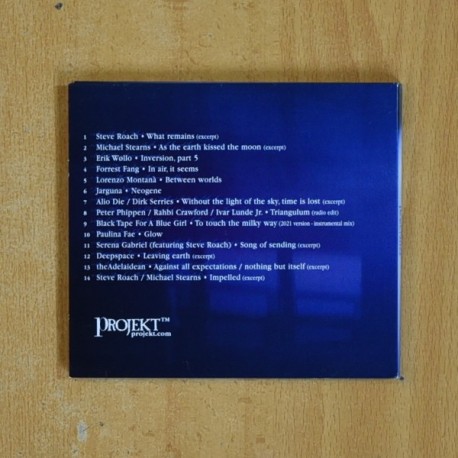 1 Steve Roach • What remains (excerpt)
2 Michael Stearns • As the earth kissed the moon (excerpt)
3 Erik Wøllo • Inversion, part 5
4 Forrest Fang • In air, it seems
5 Lorenzo Montanà • Between worlds
6 Jarguna • Neogene
7 Alio Die / Dirk Serries • Without the light of the sky, time is lost (excerpt)
8 Peter Phippen / Rahbi Crawford / Ivar Lunde Jr. • Triangulum (radio edit)
9 Black Tape For A Blue Girl • To touch the milky way (2021 version - instrumental mix)
10 Paulina Fae • Glow
11 Serena Gabriel (featuring Steve Roach) • Song of sending (excerpt)
12 Deepspace • Leaving earth (excerpt)
13 theAdelaidean • Against all expectations / nothing but itself (excerpt)
14 Steve Roach / Michael Stearns • Impelled (excerpt)
PROJEKT™
projekt.com